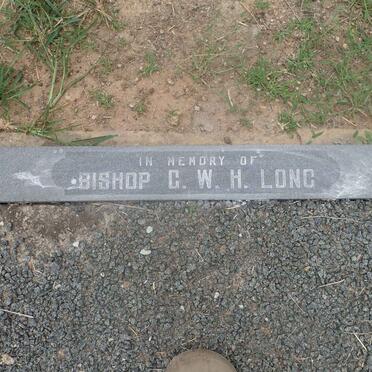 IN MEMORY OF
BISHOP G. W. H. LONG